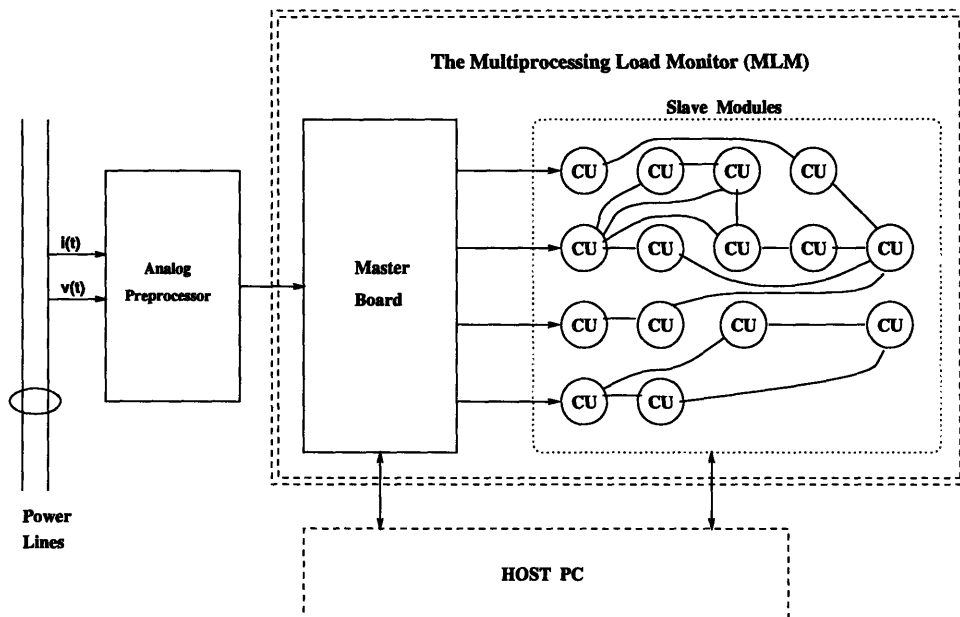 The Multiprocessing Load Monitor (MLM)
Slave Modules
CU CU CU CU
i(t)
v(t)
Analog
Preprocessor
Master
Board
CU CU CU CU CU
CU CU CU CU
CU CU
Power
Lines
HOST PC